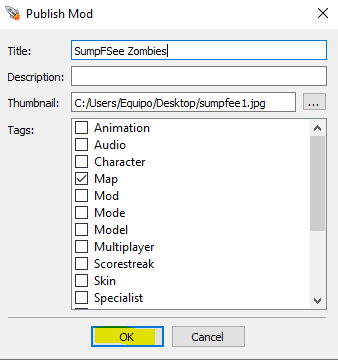 Publish Mod
Title: SumpFSee Zombies
Description:
Thumbnail: C:/Users/Equipo/Desktop/sumpfee1.jpg ...
Tags:
Animation
Audio
Character
Map
Mod
Mode
Model
Multiplayer
Scorestreak
Skin
Specialist
OK Cancel